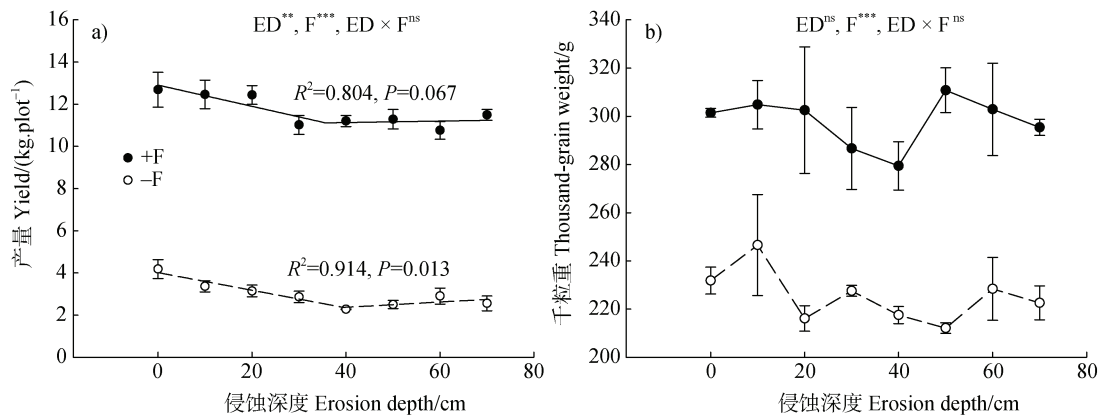 a)
ED**, F***, ED × Fns
R²=0.804, P=0.067
+F
–F
R²=0.914, P=0.013
产量 Yield/(kg.plot⁻¹)
16
14
12
10
8
6
4
2
0
0 20 40 60 80
侵蚀深度 Erosion depth/cm
b)
EDns, F***, ED × F ns
千粒重 Thousand-grain weight/g
340
320
300
280
260
240
220
200
0 20 40 60 80
侵蚀深度 Erosion depth/cm